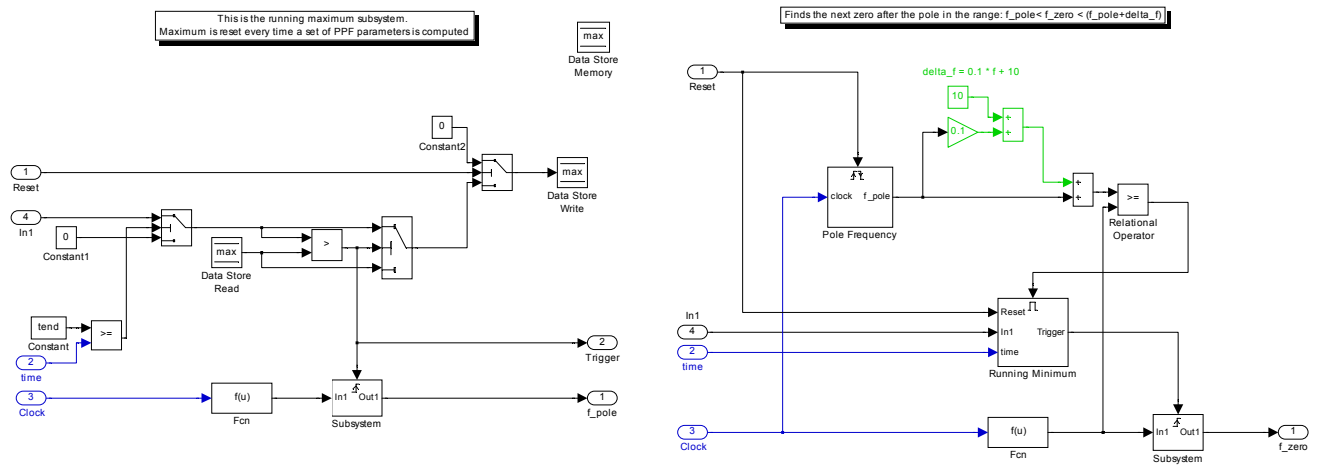 This is the running maximum subsystem.
Maximum is reset every time a set of PPF parameters is computed
max
Data Store
Memory
0
Constant2
1
Reset
max
Data Store
Write
4
In1
0
Constant1
max
Data Store
Read
>
tend
Constant
>=
2
time
2
Trigger
3
Clock
f(u)
Fcn
In1
Out1
Subsystem
1
f_pole
Finds the next zero after the pole in the range: f_pole< f_zero < (f_pole+delta_f)
1
Reset
delta_f = 0.1 * f + 10
10
0.1
+
+
clock
f_pole
Pole Frequency
+
+
>=
Relational
Operator
In1
4
2
time
Reset
In1
time
Trigger
Running Minimum
3
Clock
f(u)
Fcn
In1
Out1
Subsystem
1
f_zero